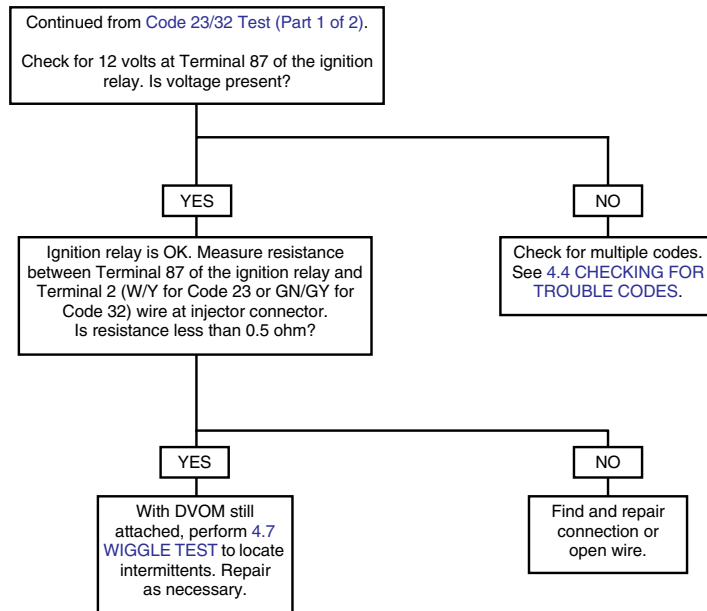 Continued from Code 23/32 Test (Part 1 of 2).
Check for 12 volts at Terminal 87 of the ignition
relay. Is voltage present?
YES
NO
Ignition relay is OK. Measure resistance
between Terminal 87 of the ignition relay and
Terminal 2 (W/Y for Code 23 or GN/GY for
Code 32) wire at injector connector.
Is resistance less than 0.5 ohm?
Check for multiple codes.
See 4.4 CHECKING FOR
TROUBLE CODES.
YES
NO
With DVOM still
attached, perform 4.7
WIGGLE TEST to locate
intermittents. Repair
as necessary.
Find and repair
connection or
open wire.